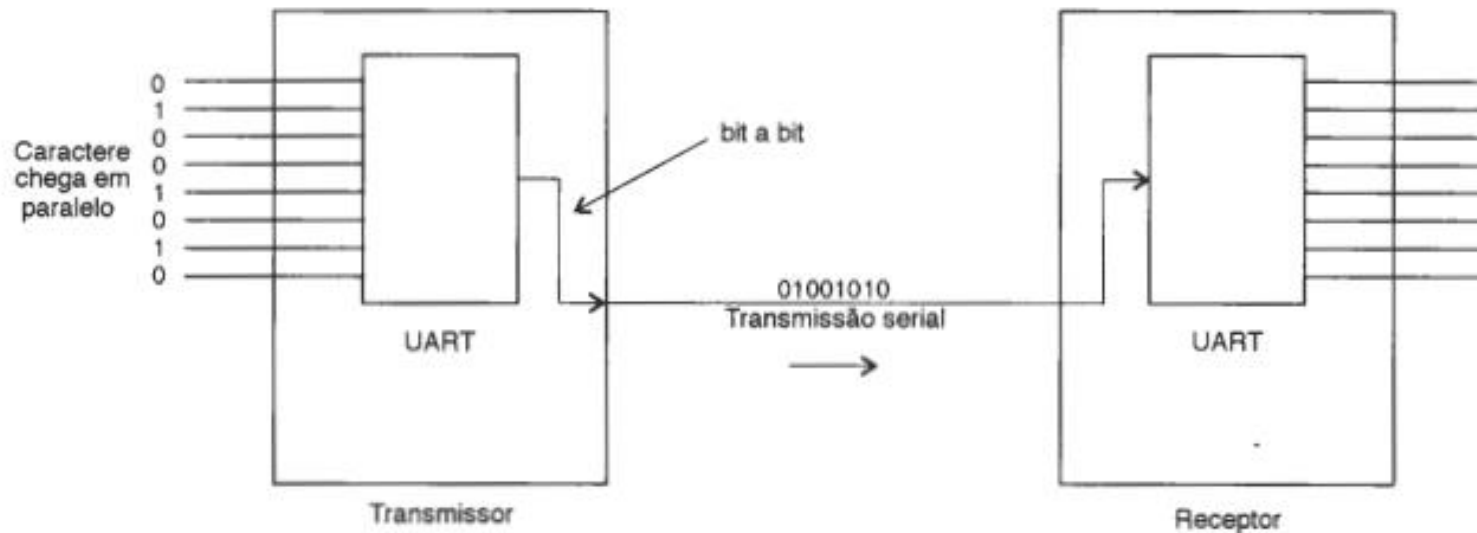 0
1
0
0
1
0
1
0
Caractere
chega em
paralelo
bit a bit
UART
01001010
Transmissão serial
UART
Transmissor
Receptor